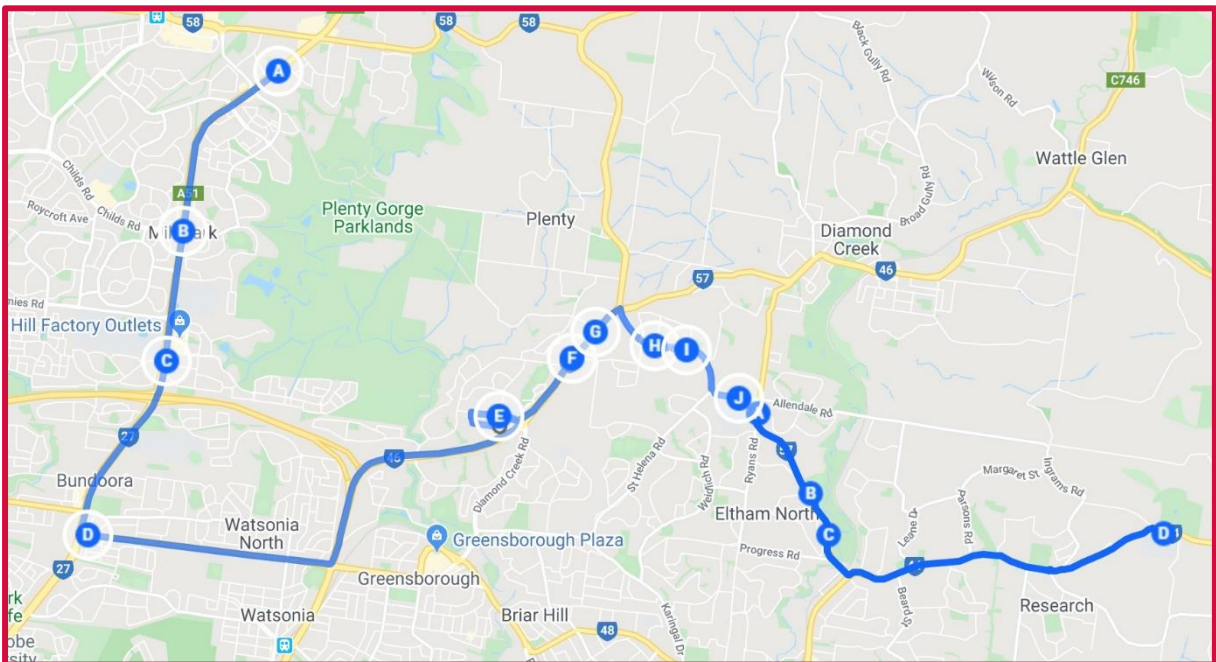 58
58
58
A
C746
Black Gully Rd
Wilson Rd
Broad Gully Rd
Wattle Glen
Childs Rd
A51
Roycroft Ave
Childs Rd
B
Plenty Gorge
Parklands
Plenty
Diamond
Creek
46
57
Hill Factory Outlets
G
F
H
I
C
J
A
Allendale Rd
E
27
46
Diamond Creek Rd
St Helena Rd
Weidlich Rd
Ryans Rd
Bundoora
Margaret St
Ingrams Rd
B
Eltham North
Parsons Rd
Leane Dr
D
Watsonia
North
Greensborough Plaza
C
D
27
Progress Rd
Greensborough
Beard St
Research
Watsonia
Briar Hill
48
Karingal Dr